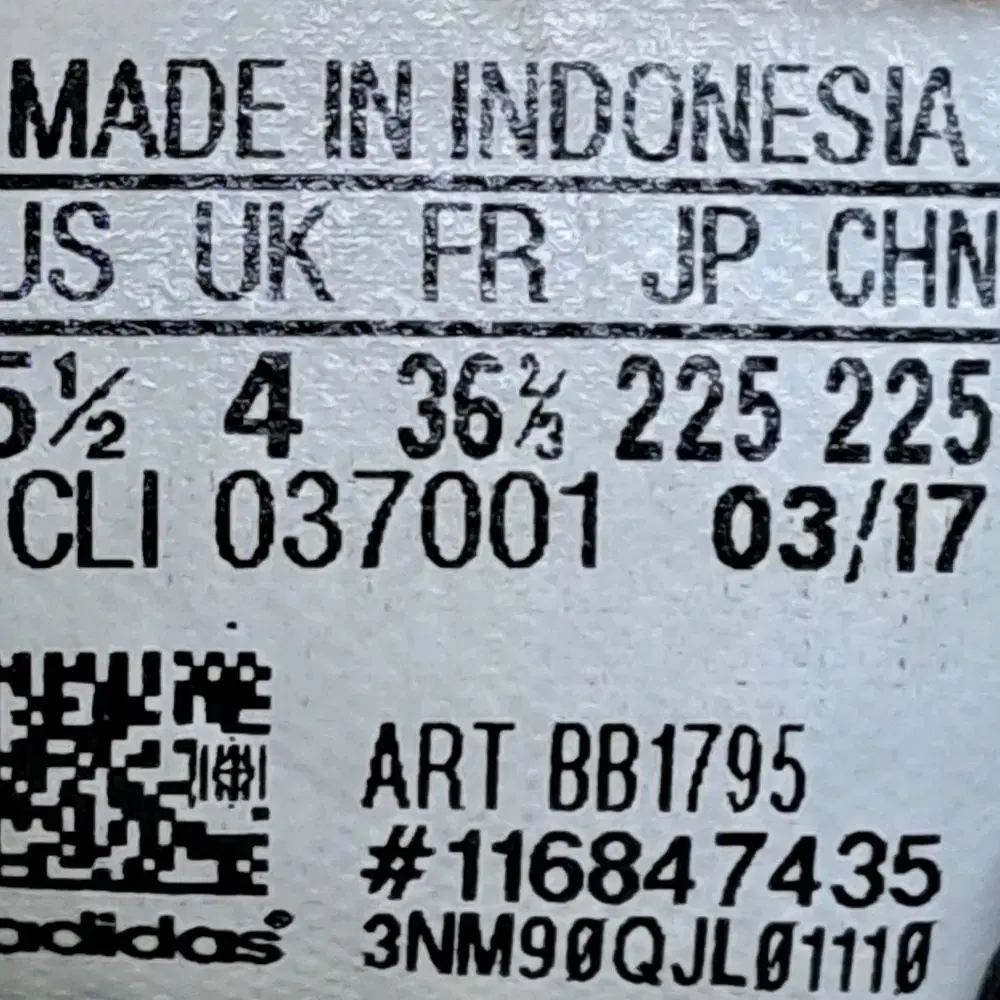 MADE IN INDONESIA
US UK FR JP CHN
5½ 4 36⅔ 225 225
CLI 037001 03/17
ART BB1795
#116847435
adidas®
3NM90QJL01110